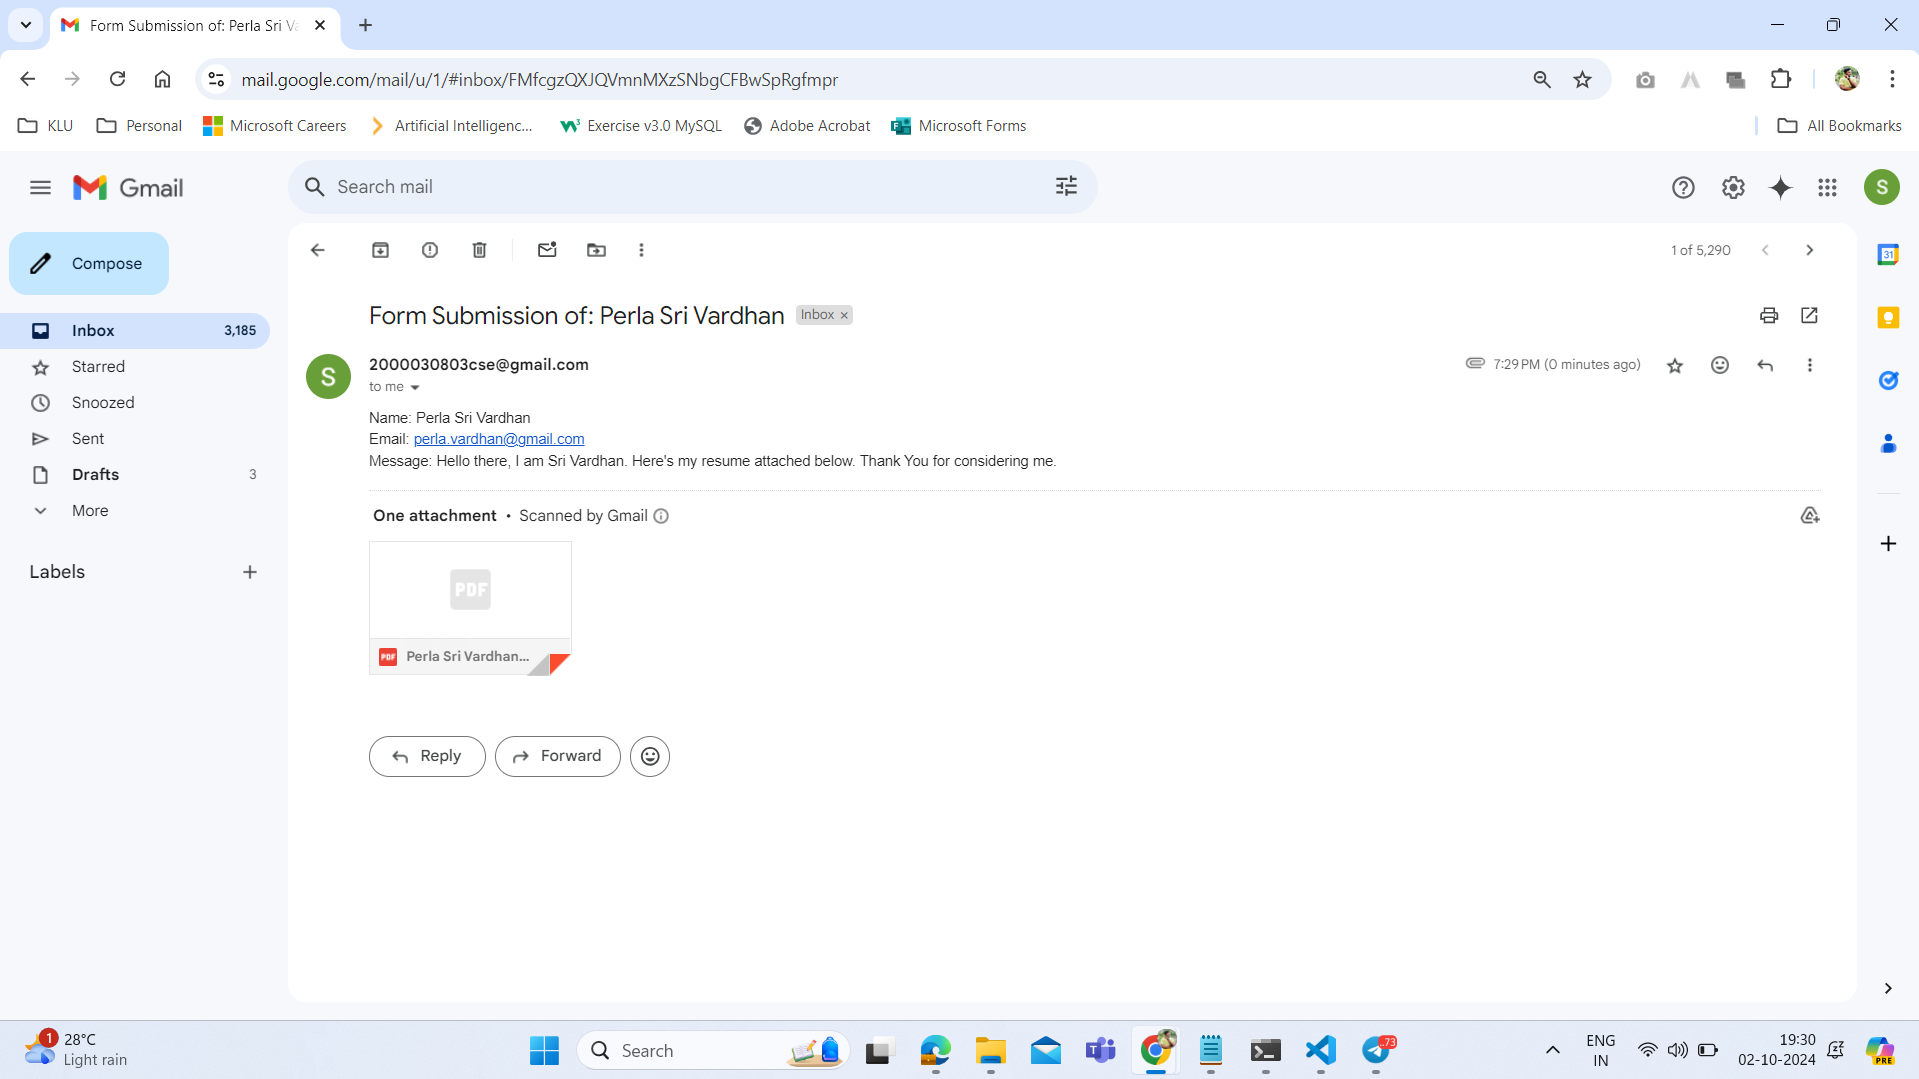 Form Submission of: Perla Sri Va
mail.google.com/mail/u/1/#inbox/FMfcgzQXJQVmnMXzSNbgCFBwSpRgfmpr
KLU
Personal
Microsoft Careers
Artificial Intelligenc...
Exercise v3.0 MySQL
Adobe Acrobat
Microsoft Forms
All Bookmarks
Gmail
Search mail
S
Compose
1 of 5,290
31
Inbox 3,185
Starred
Snoozed
Sent
Drafts 3
More
Labels
Form Submission of: Perla Sri Vardhan Inbox ×
S
2000030803cse@gmail.com
7:29 PM (0 minutes ago)
to me
Name: Perla Sri Vardhan
Email: perla.vardhan@gmail.com
Message: Hello there, I am Sri Vardhan. Here's my resume attached below. Thank You for considering me.
One attachment • Scanned by Gmail
PDF
PDF Perla Sri Vardhan...
Reply
Forward
1
28°C
Light rain
Search
..73
ENG
IN
19:30
02-10-2024
PRE